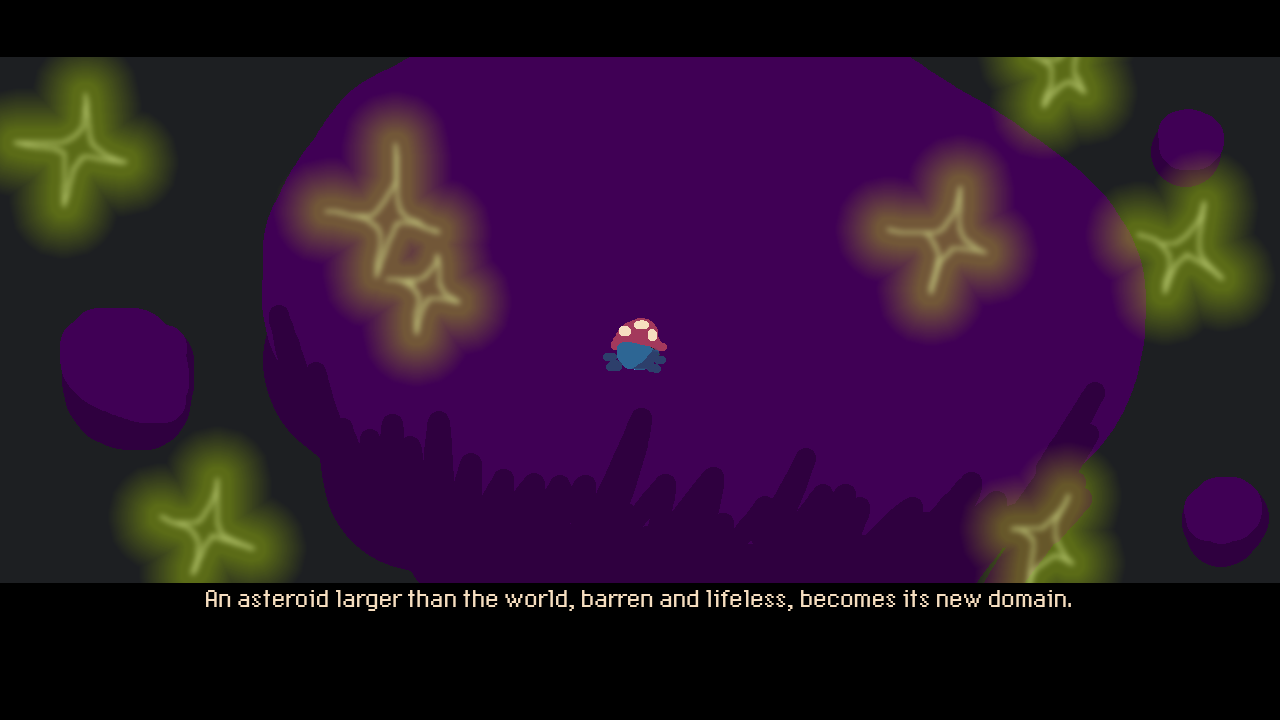 An asteroid larger than the world, barren and lifeless, becomes its new domain.